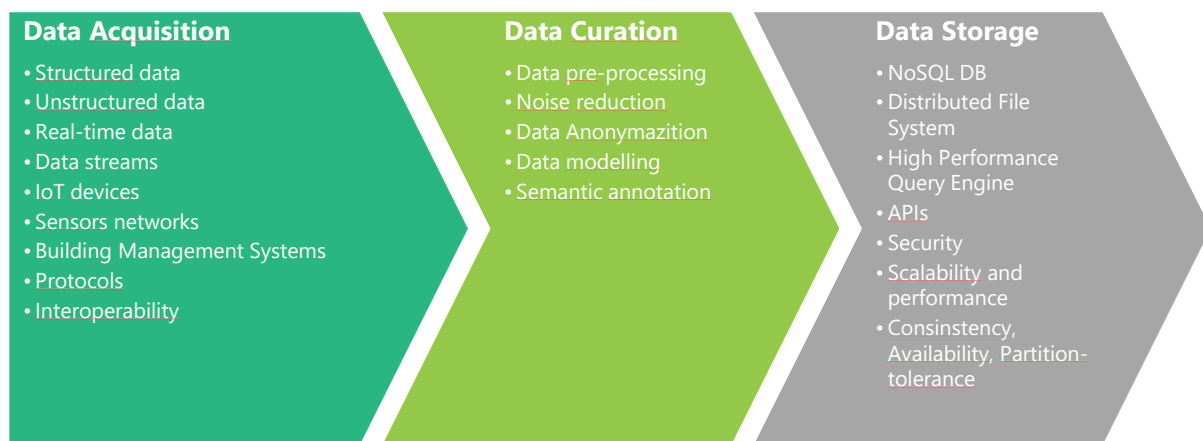 Data Acquisition
• Structured data
• Unstructured data
• Real-time data
• Data streams
• IoT devices
• Sensors networks
• Building Management Systems
• Protocols
• Interoperability
Data Curation
• Data pre-processing
• Noise reduction
• Data Anonymazition
• Data modelling
• Semantic annotation
Data Storage
• NoSQL DB
• Distributed File
System
• High Performance
Query Engine
• APIs
• Security
• Scalability and
performance
• Consinstency,
Availability, Partition-
tolerance